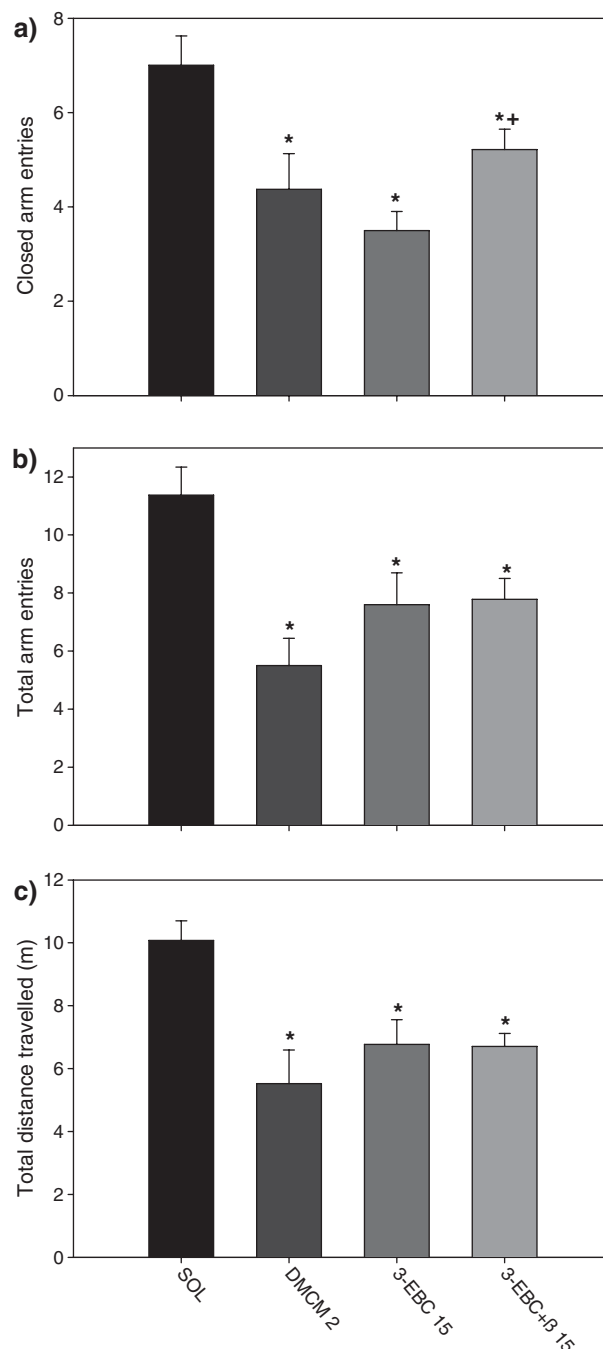 a)
8
6
4
2
0
Closed arm entries
*
*
*+
b)
12
10
8
6
4
2
0
Total arm entries
*
*
*
c)
12
10
8
6
4
2
0
Total distance travelled (m)
*
*
*
SOL
DMCM 2
3-EBC 15
3-EBC+ß 15